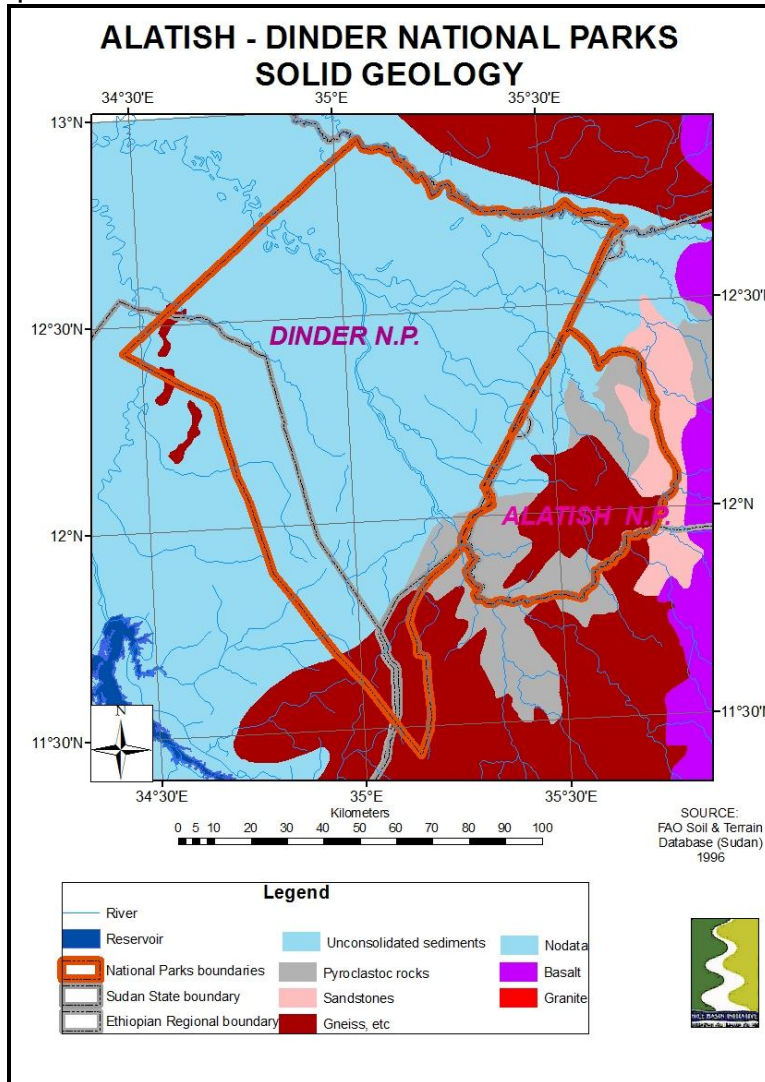 ALATISH - DINDER NATIONAL PARKS
SOLID GEOLOGY
34°30'E 35°E 35°30'E
13°N
12°30'N
12°30'N
DINDER N.P.
12°N
ALATISH N.P.
12°N
11°30'N
11°30'N
N
34°30'E 35°E 35°30'E
Kilometers
0 5 10 20 30 40 50 60 70 80 90 100
SOURCE:
FAO Soil & Terrain
Database (Sudan)
1996
Legend
River
Reservoir
National Parks boundaries
Sudan State boundary
Ethiopian Regional boundary
Unconsolidated sediments
Pyroclastoc rocks
Sandstones
Gneiss, etc
Nodata
Basalt
Granite
BASIN INITIATIVE